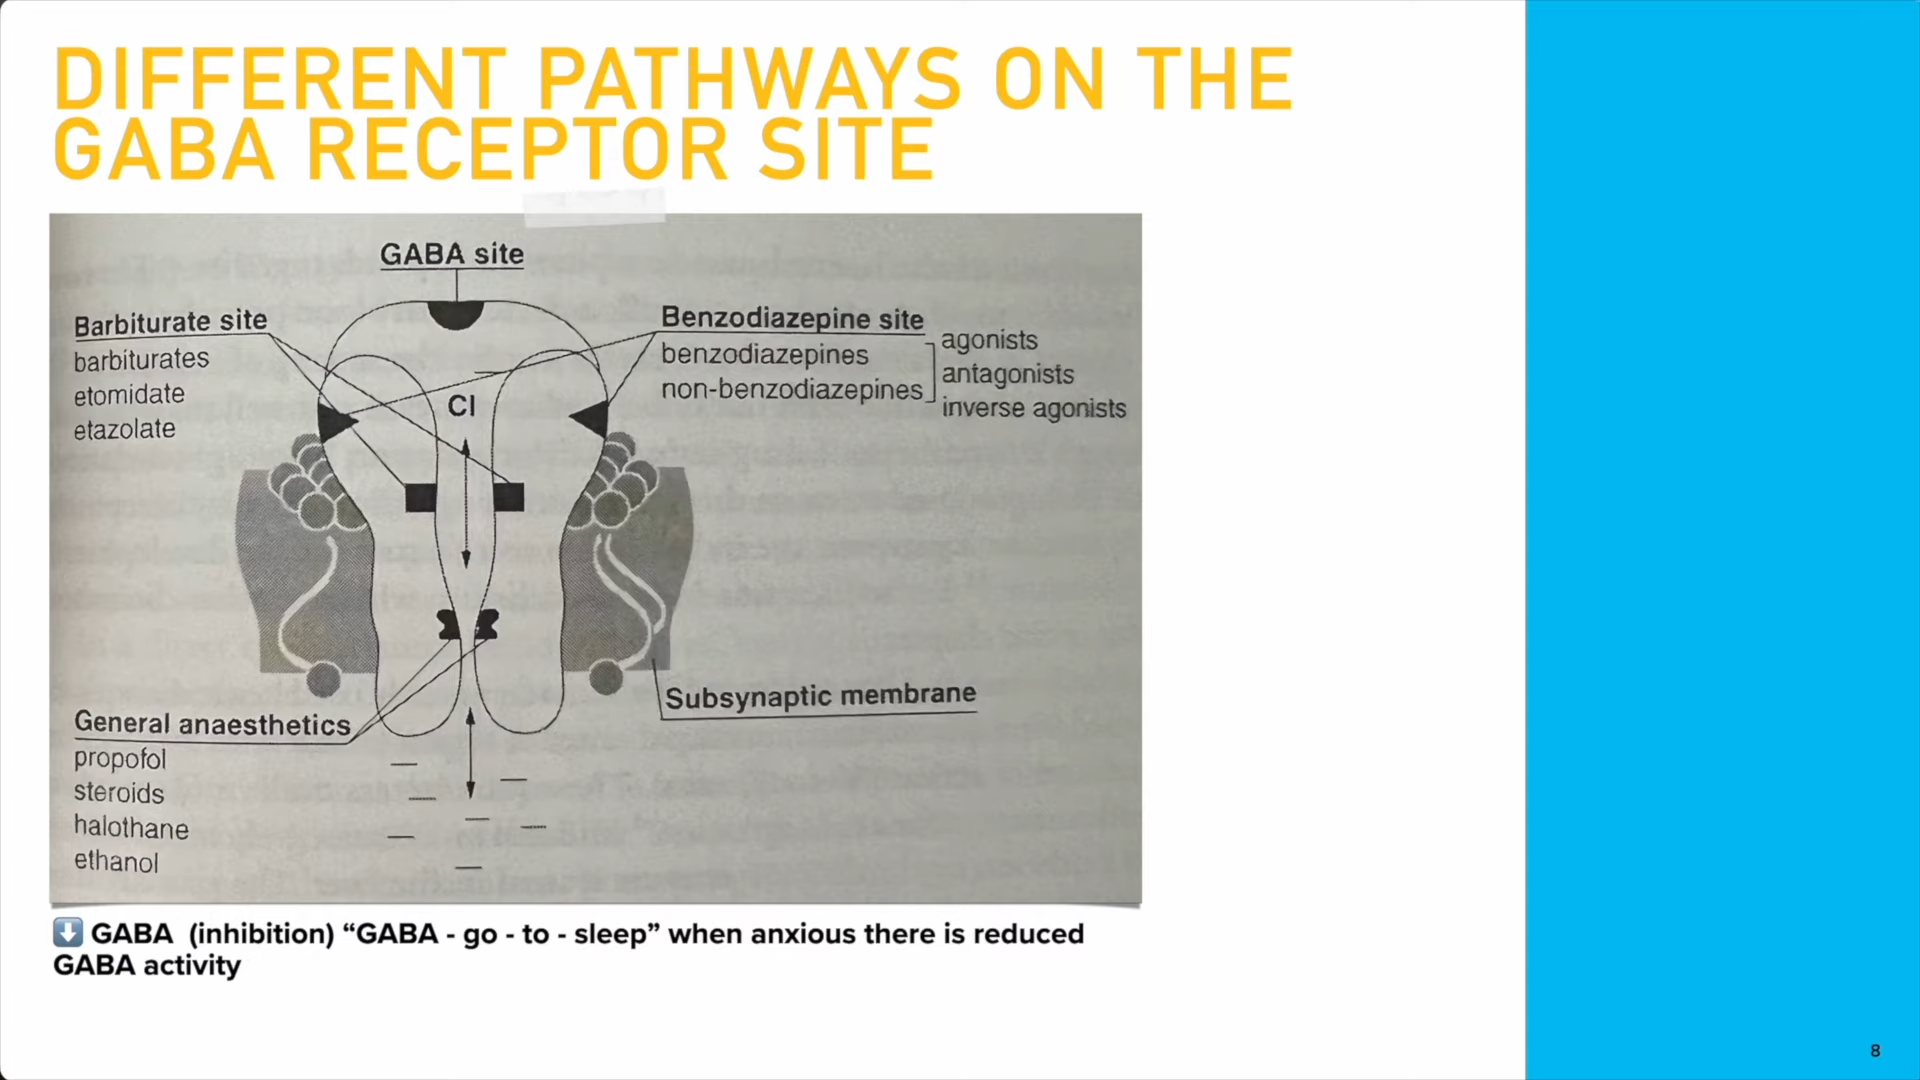 DIFFERENT PATHWAYS ON THE
GABA RECEPTOR SITE
GABA site
Barbiturate site
barbiturates
etomidate
etazolate
Benzodiazepine site
benzodiazepines
non-benzodiazepines
agonists
antagonists
inverse agonists
Cl
Subsynaptic membrane
General anaesthetics
propofol
steroids
halothane
ethanol
⬇️ GABA (inhibition) “GABA - go - to - sleep” when anxious there is reduced
GABA activity
8